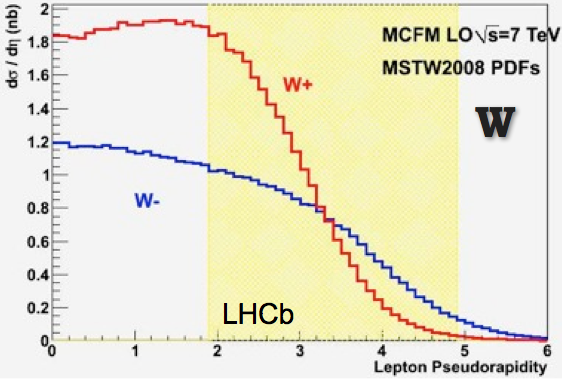 dσ / dη (nb)
2
1.8
1.6
1.4
1.2
1
0.8
0.6
0.4
0.2
0
MCFM LO√s=7 TeV
MSTW2008 PDFs
W+
W
W-
LHCb
0 1 2 3 4 5 6
Lepton Pseudorapidity